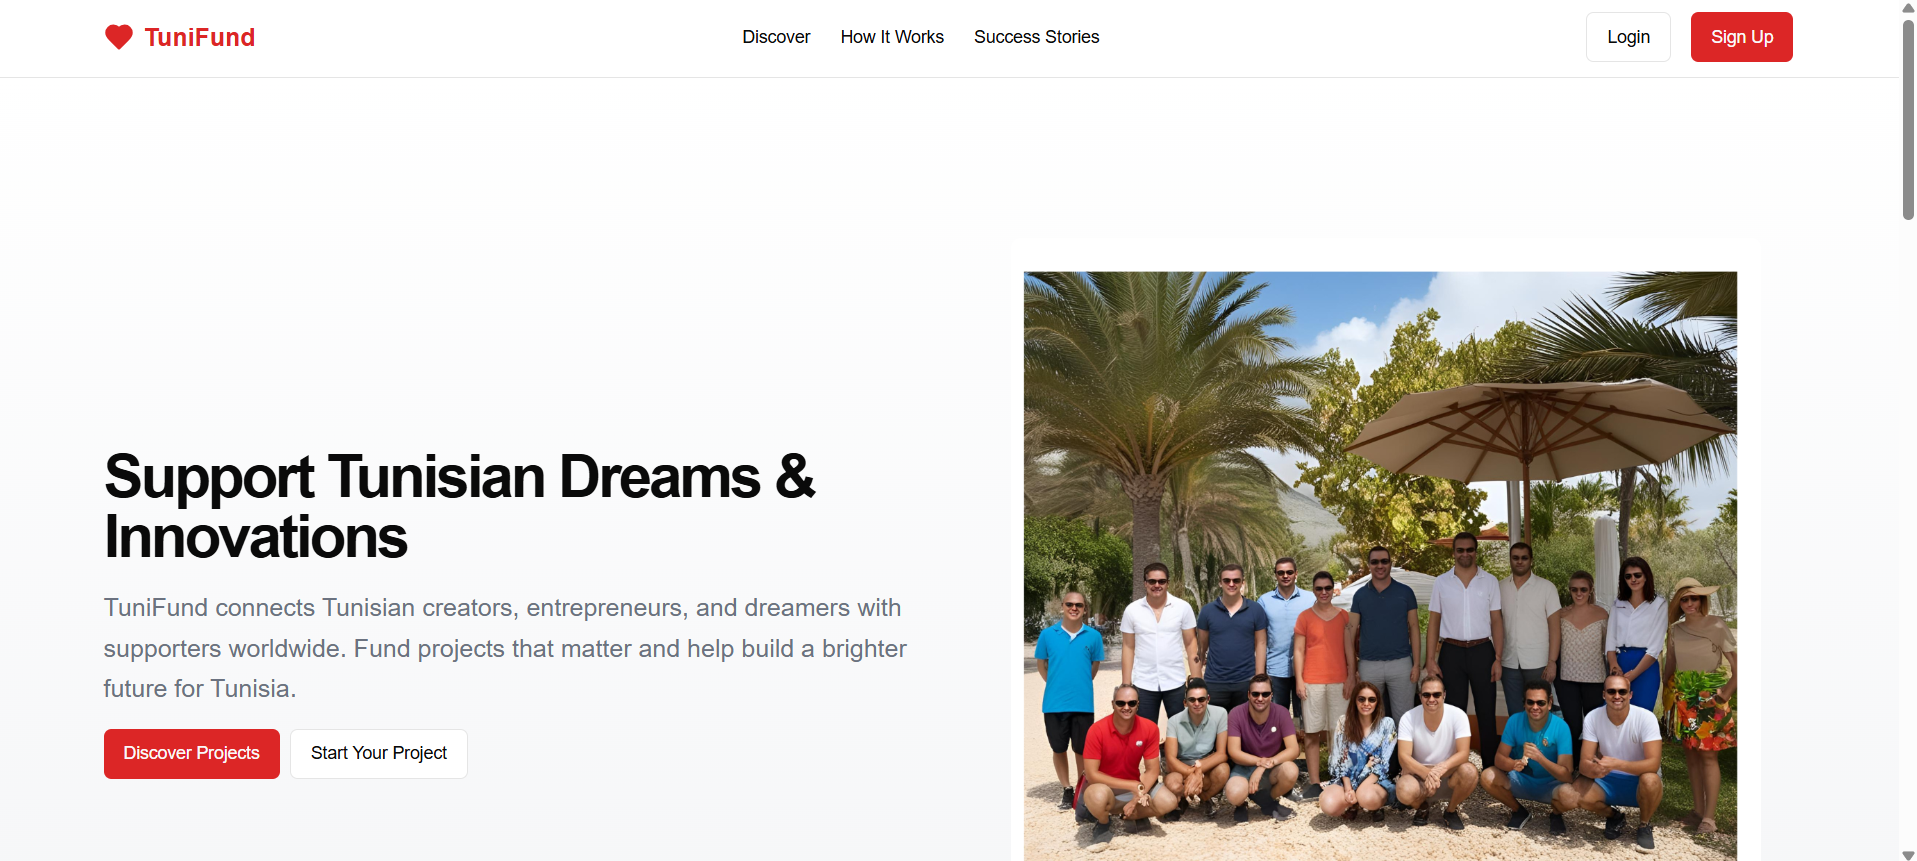 TuniFund
Discover
How It Works
Success Stories
Login
Sign Up
Support Tunisian Dreams &
Innovations
TuniFund connects Tunisian creators, entrepreneurs, and dreamers with
supporters worldwide. Fund projects that matter and help build a brighter
future for Tunisia.
Discover Projects
Start Your Project